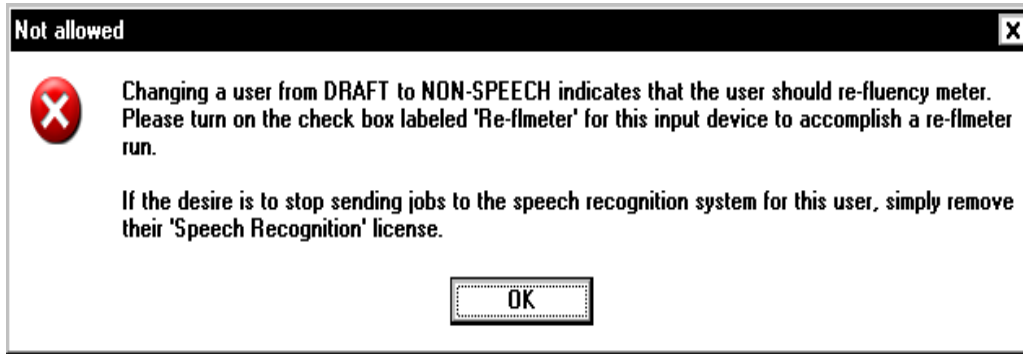 Not allowed
Changing a user from DRAFT to NON-SPEECH indicates that the user should re-fluency meter.
Please turn on the check box labeled 'Re-flmeter' for this input device to accomplish a re-flmeter
run.
If the desire is to stop sending jobs to the speech recognition system for this user, simply remove
their 'Speech Recognition' license.
OK